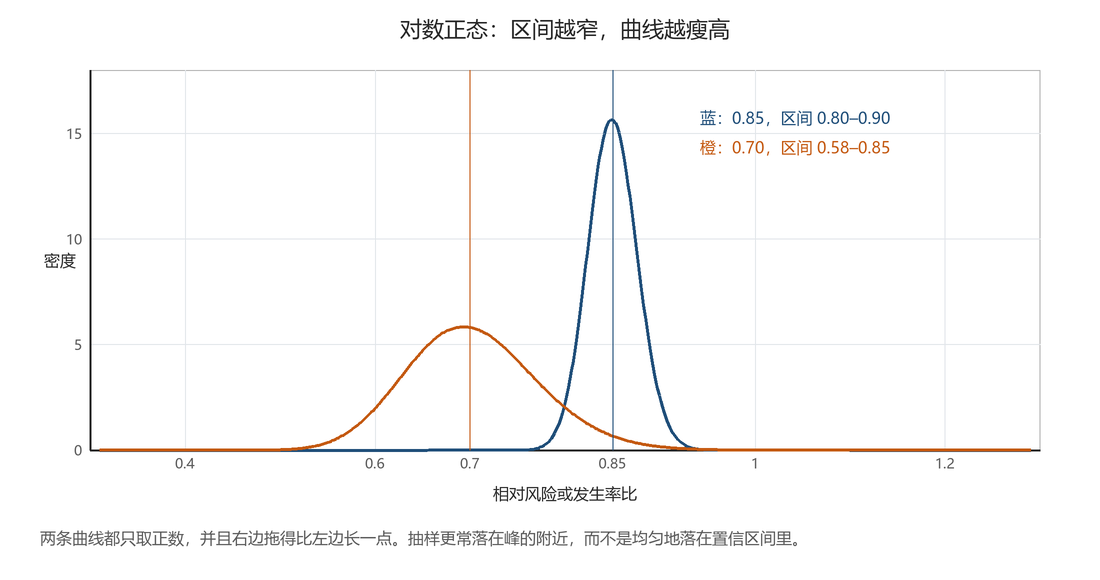 对数正态：区间越窄，曲线越瘦高
蓝：0.85，区间 0.80–0.90
橙：0.70，区间 0.58–0.85
15
10
密度
5
0
0.4
0.6
0.7
0.85
1
1.2
相对风险或发生率比
两条曲线都只取正数，并且右边拖得比左边长一点。抽样更常落在峰的附近，而不是均匀地落在置信区间里。